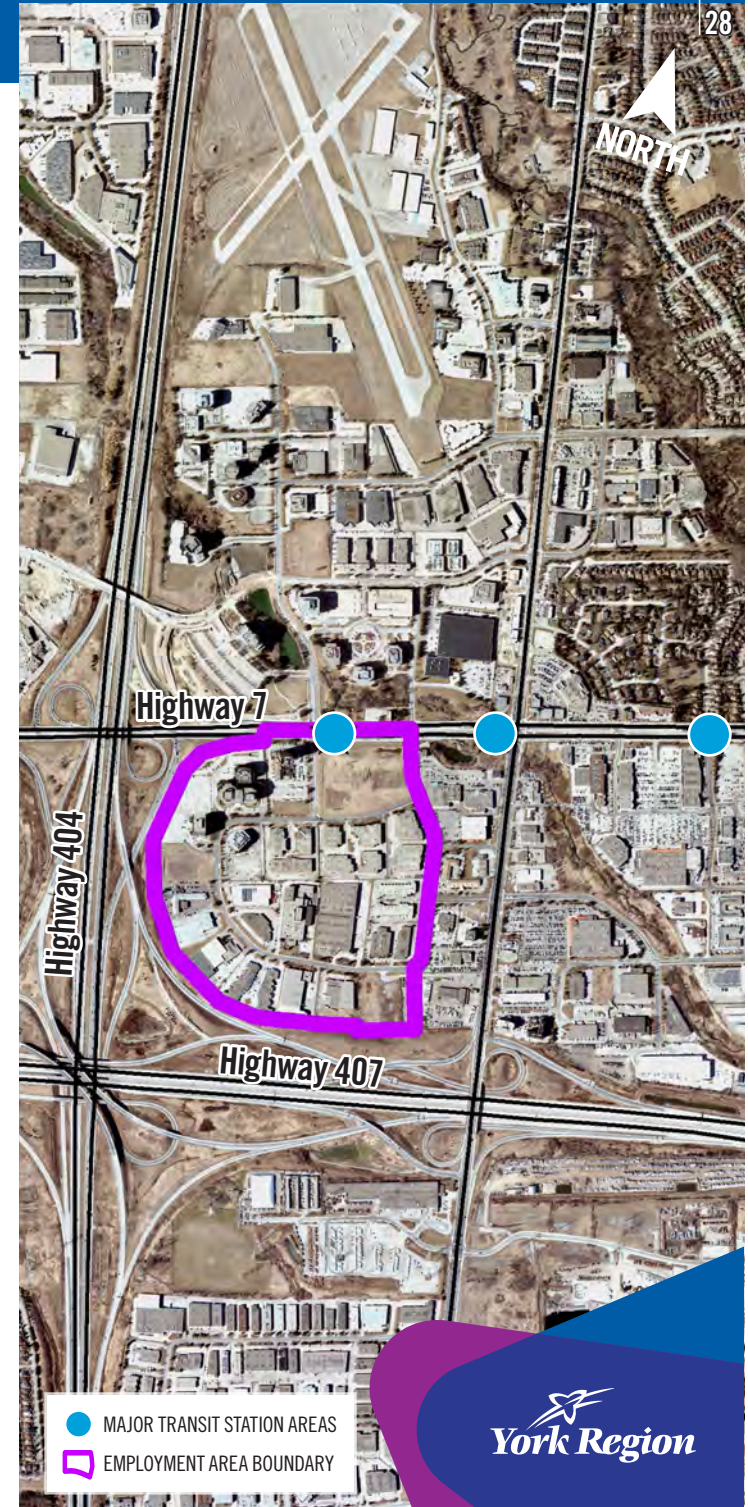 28
NORTH
Highway 7
Highway 404
Highway 407
MAJOR TRANSIT STATION AREAS
EMPLOYMENT AREA BOUNDARY
York Region